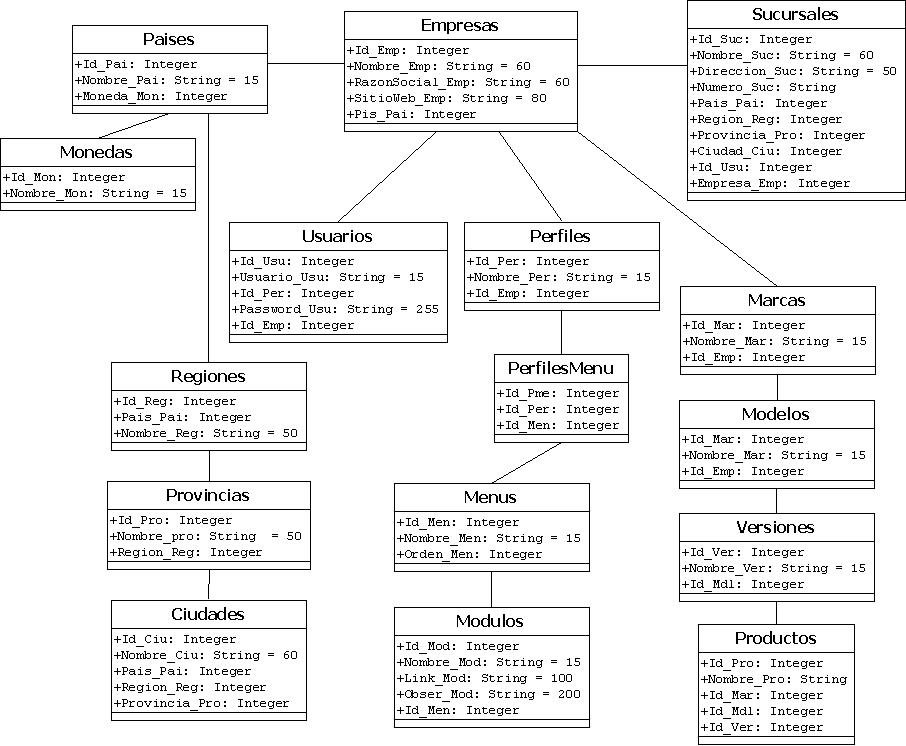 Paises
+Id_Pai: Integer
+Nombre_Pai: String = 15
+Moneda_Mon: Integer
Empresas
+Id_Emp: Integer
+Nombre_Emp: String = 60
+RazonSocial_Emp: String = 60
+SitioWeb_Emp: String = 80
+Pis_Pai: Integer
Sucursales
+Id_Suc: Integer
+Nombre_Suc: String = 60
+Direccion_Suc: String = 50
+Numero_Suc: String
+Pais_Pai: Integer
+Region_Reg: Integer
+Provincia_Pro: Integer
+Ciudad_Ciu: Integer
+Id_Usu: Integer
+Empresa_Emp: Integer
Monedas
+Id_Mon: Integer
+Nombre_Mon: String = 15
Usuarios
+Id_Usu: Integer
+Usuario_Usu: String = 15
+Id_Per: Integer
+Password_Usu: String = 255
+Id_Emp: Integer
Perfiles
+Id_Per: Integer
+Nombre_Per: String = 15
+Id_Emp: Integer
Marcas
+Id_Mar: Integer
+Nombre_Mar: String = 15
+Id_Emp: Integer
Regiones
+Id_Reg: Integer
+Pais_Pai: Integer
+Nombre_Reg: String = 50
PerfilesMenu
+Id_Pme: Integer
+Id_Per: Integer
+Id_Men: Integer
Modelos
+Id_Mar: Integer
+Nombre_Mar: String = 15
+Id_Emp: Integer
Provincias
+Id_Pro: Integer
+Nombre_pro: String  = 50
+Region_Reg: Integer
Menus
+Id_Men: Integer
+Nombre_Men: String = 15
+Orden_Men: Integer
Versiones
+Id_Ver: Integer
+Nombre_Ver: String = 15
+Id_Mdl: Integer
Ciudades
+Id_Ciu: Integer
+Nombre_Ciu: String = 60
+Pais_Pai: Integer
+Region_Reg: Integer
+Provincia_Pro: Integer
Modulos
+Id_Mod: Integer
+Nombre_Mod: String = 15
+Link_Mod: String = 100
+Obser_Mod: String = 200
+Id_Men: Integer
Productos
+Id_Pro: Integer
+Nombre_Pro: String
+Id_Mar: Integer
+Id_Mdl: Integer
+Id_Ver: Integer